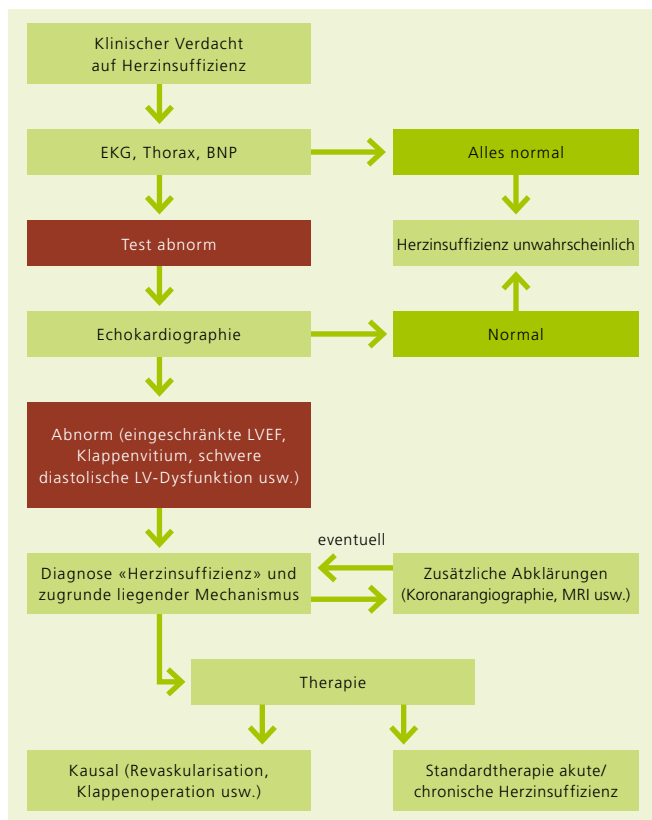 Klinischer Verdacht
auf Herzinsuffizienz
EKG, Thorax, BNP
Alles normal
Test abnorm
Herzinsuffizienz unwahrscheinlich
Echokardiographie
Normal
Abnorm (eingeschränkte LVEF,
Klappenvitium, schwere
diastolische LV-Dysfunktion usw.)
eventuell
Diagnose «Herzinsuffizienz» und
zugrunde liegender Mechanismus
Zusätzliche Abklärungen
(Koronarangiographie, MRI usw.)
Therapie
Kausal (Revaskularisation,
Klappenoperation usw.)
Standardtherapie akute/
chronische Herzinsuffizienz